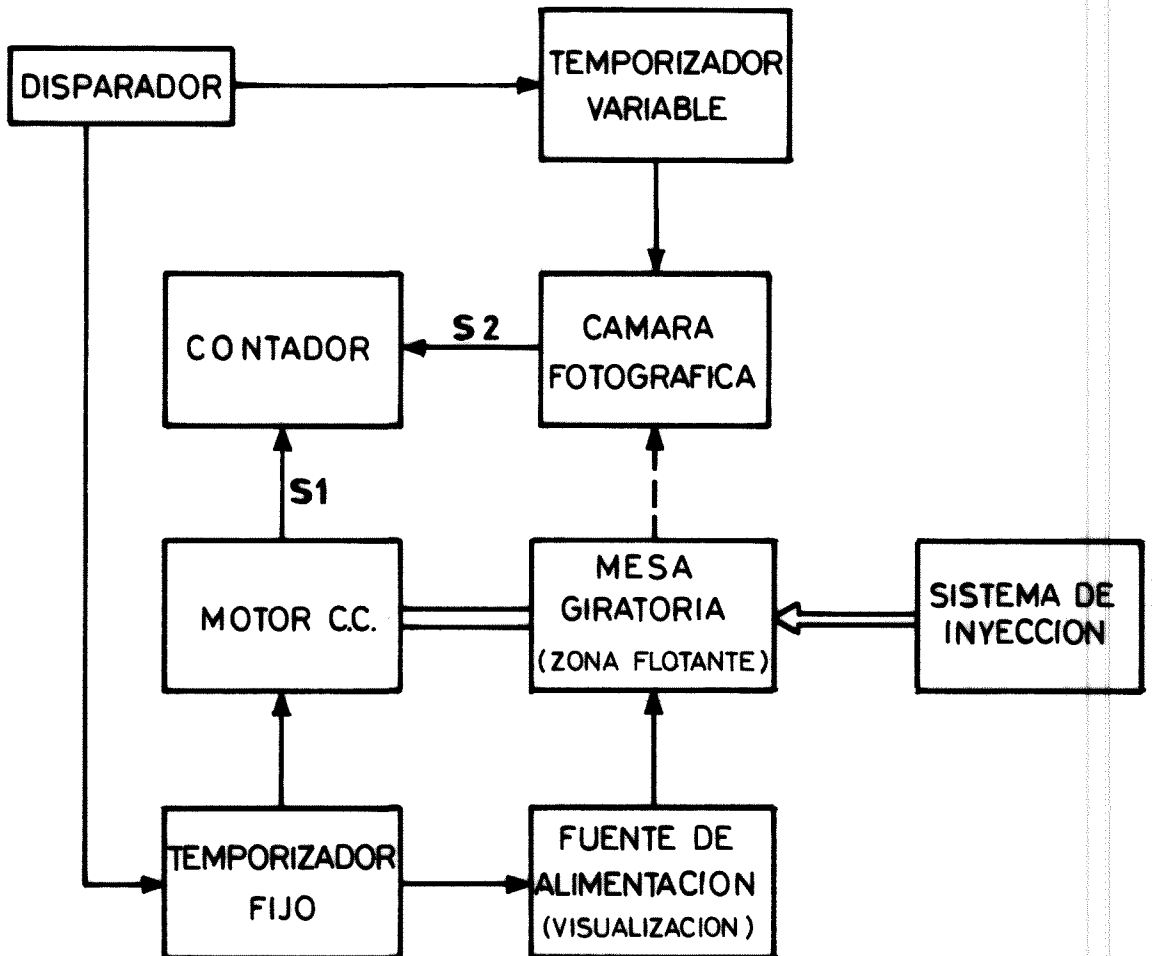 DISPARADOR
TEMPORIZADOR
VARIABLE
CONTADOR
S2
CAMARA
FOTOGRAFICA
S1
MOTOR C.C.
MESA
GIRATORIA
(ZONA FLOTANTE)
SISTEMA DE
INYECCION
TEMPORIZADOR
FIJO
FUENTE DE
ALIMENTACION
(VISUALIZACION)